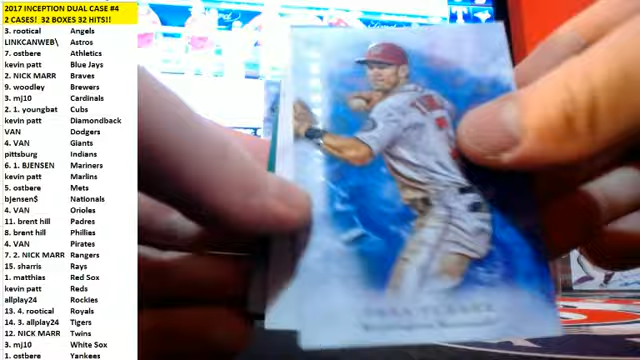 2017 INCEPTION DUAL CASE #4
2 CASES! 32 BOXES 32 HITS!!
3. rootical Angels
LINKCANWEB\ Astros
7. ostbere Athletics
kevin patt Blue Jays
2. NICK MARR Braves
9. woodley Brewers
3. mj10 Cardinals
2. 1. youngbat Cubs
kevin patt Diamondback
VAN Dodgers
4. VAN Giants
pittsburg Indians
6. 1. BJENSEN Mariners
kevin patt Marlins
5. ostbere Mets
bjensen$ Nationals
4. VAN Orioles
11. brent hill Padres
8. brent hill Phillies
4. VAN Pirates
7. 2. NICK MARR Rangers
15. sharris Rays
1. matthias Red Sox
kevin patt Reds
allplay24 Rockies
13. 4. rootical Royals
14. 3. allplay24 Tigers
12. NICK MARR Twins
3. mj10 White Sox
1. ostbere Yankees